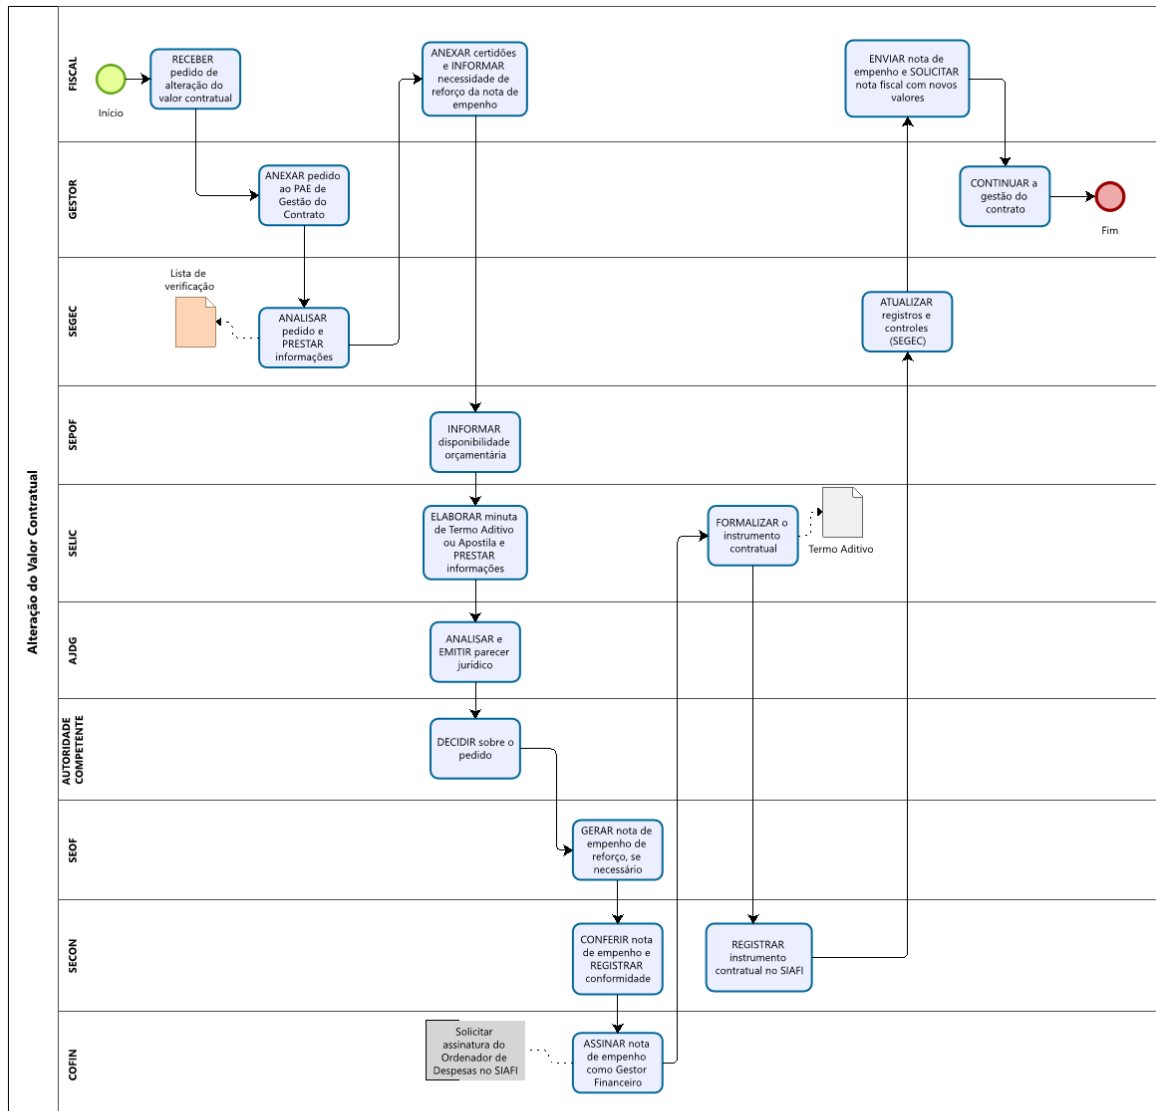 Alteração do Valor Contratual
FISCAL
Início
RECEBER
pedido de
alteração do
valor contratual
ANEXAR certidões
e INFORMAR
necessidade de
reforço da nota de
empenho
ENVIAR nota de
empenho e SOLICITAR
nota fiscal com novos
valores
GESTOR
ANEXAR pedido
ao PAE de
Gestão do
Contrato
CONTINUAR a
gestão do
contrato
Fim
SEGEC
Lista de
verificação
ANALISAR
pedido e
PRESTAR
informações
ATUALIZAR
registros e
controles
(SEGEC)
SEPOF
INFORMAR
disponibilidade
orçamentária
SELIC
ELABORAR minuta
de Termo Aditivo
ou Apostila e
PRESTAR
informações
FORMALIZAR o
instrumento
contratual
Termo Aditivo
AJDG
ANALISAR e
EMITIR parecer
jurídico
AUTORIDADE
COMPETENTE
DECIDIR sobre o
pedido
SEOF
GERAR nota de
empenho de
reforço, se
necessário
SECON
CONFERIR nota
de empenho e
REGISTRAR
conformidade
REGISTRAR
instrumento
contratual no SIAFI
COFIN
Solicitar
assinatura do
Ordenador de
Despesas no SIAFI
ASSINAR nota
de empenho
como Gestor
Financeiro